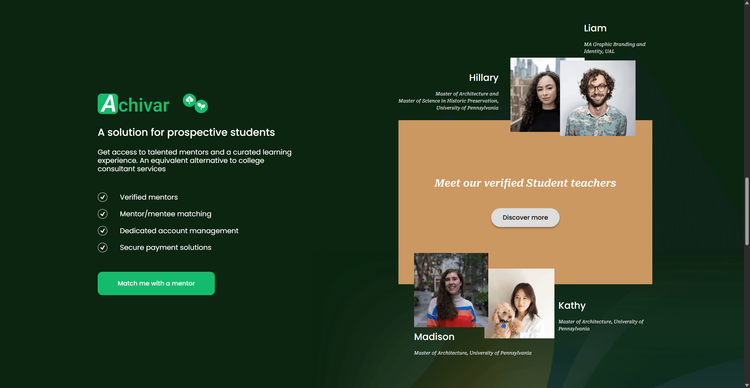 Achivar
A solution for prospective students
Get access to talented mentors and a curated learning
experience. An equivalent alternative to college
consultant services
Verified mentors
Mentor/mentee matching
Dedicated account management
Secure payment solutions
Match me with a mentor
Liam
MA Graphic Branding and
Identity, UAL
Hillary
Master of Architecture and
Master of Science in Historic Preservation,
University of Pennsylvania
Meet our verified Student teachers
Discover more
Kathy
Master of Architecture, University of
Pennsylvania
Madison
Master of Architecture, University of Pennsylvania